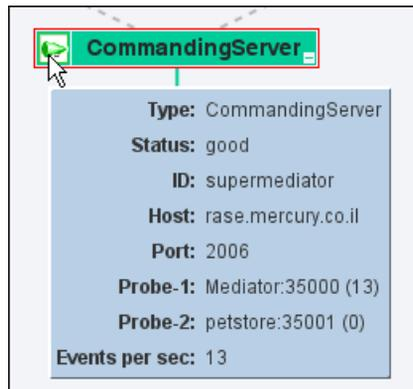 CommandingServer
Type: CommandingServer
Status: good
ID: supermediator
Host: rase.mercury.co.il
Port: 2006
Probe-1: Mediator:35000 (13)
Probe-2: petstore:35001 (0)
Events per sec: 13